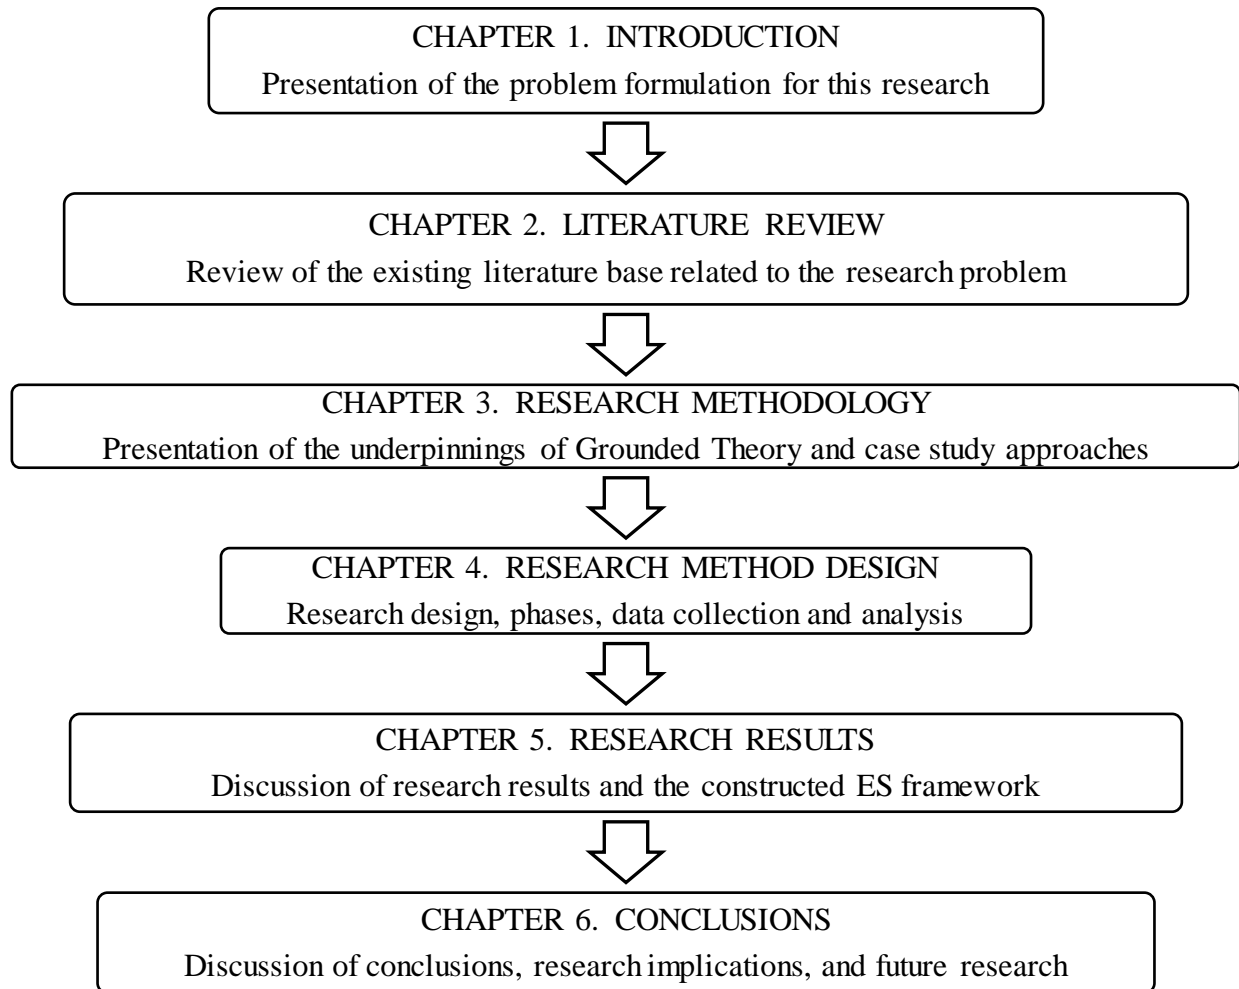 CHAPTER 1. INTRODUCTION
Presentation of the problem formulation for this research
CHAPTER 2. LITERATURE REVIEW
Review of the existing literature base related to the research problem
CHAPTER 3. RESEARCH METHODOLOGY
Presentation of the underpinnings of Grounded Theory and case study approaches
CHAPTER 4. RESEARCH METHOD DESIGN
Research design, phases, data collection and analysis
CHAPTER 5. RESEARCH RESULTS
Discussion of research results and the constructed ES framework
CHAPTER 6. CONCLUSIONS
Discussion of conclusions, research implications, and future research